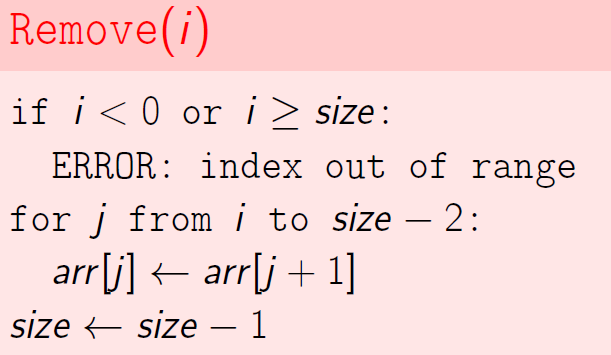 Remove(i)
if i < 0 or i ≥ size:
ERROR: index out of range
for j from i to size − 2:
arr[j] ← arr[j + 1]
size ← size − 1